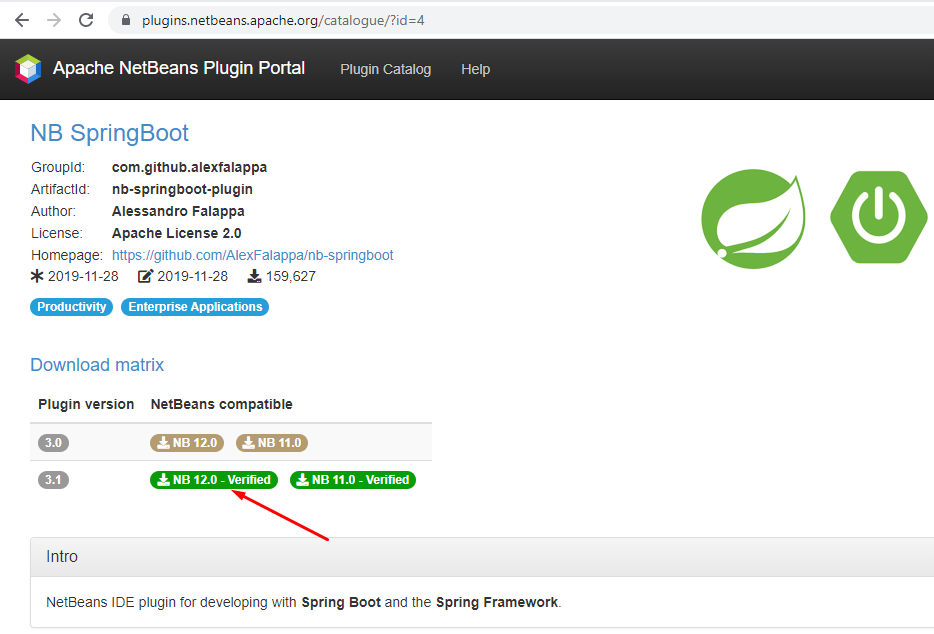 plugins.netbeans.apache.org/catalogue/?id=4
Apache NetBeans Plugin Portal Plugin Catalog Help
NB SpringBoot
GroupId: com.github.alexfalappa
ArtifactId: nb-springboot-plugin
Author: Alessandro Falappa
License: Apache License 2.0
Homepage: https://github.com/AlexFalappa/nb-springboot
2019-11-28 2019-11-28 159,627
Productivity Enterprise Applications
Download matrix
Plugin version NetBeans compatible
3.0 NB 12.0 NB 11.0
3.1 NB 12.0 - Verified NB 11.0 - Verified
Intro
NetBeans IDE plugin for developing with Spring Boot and the Spring Framework.